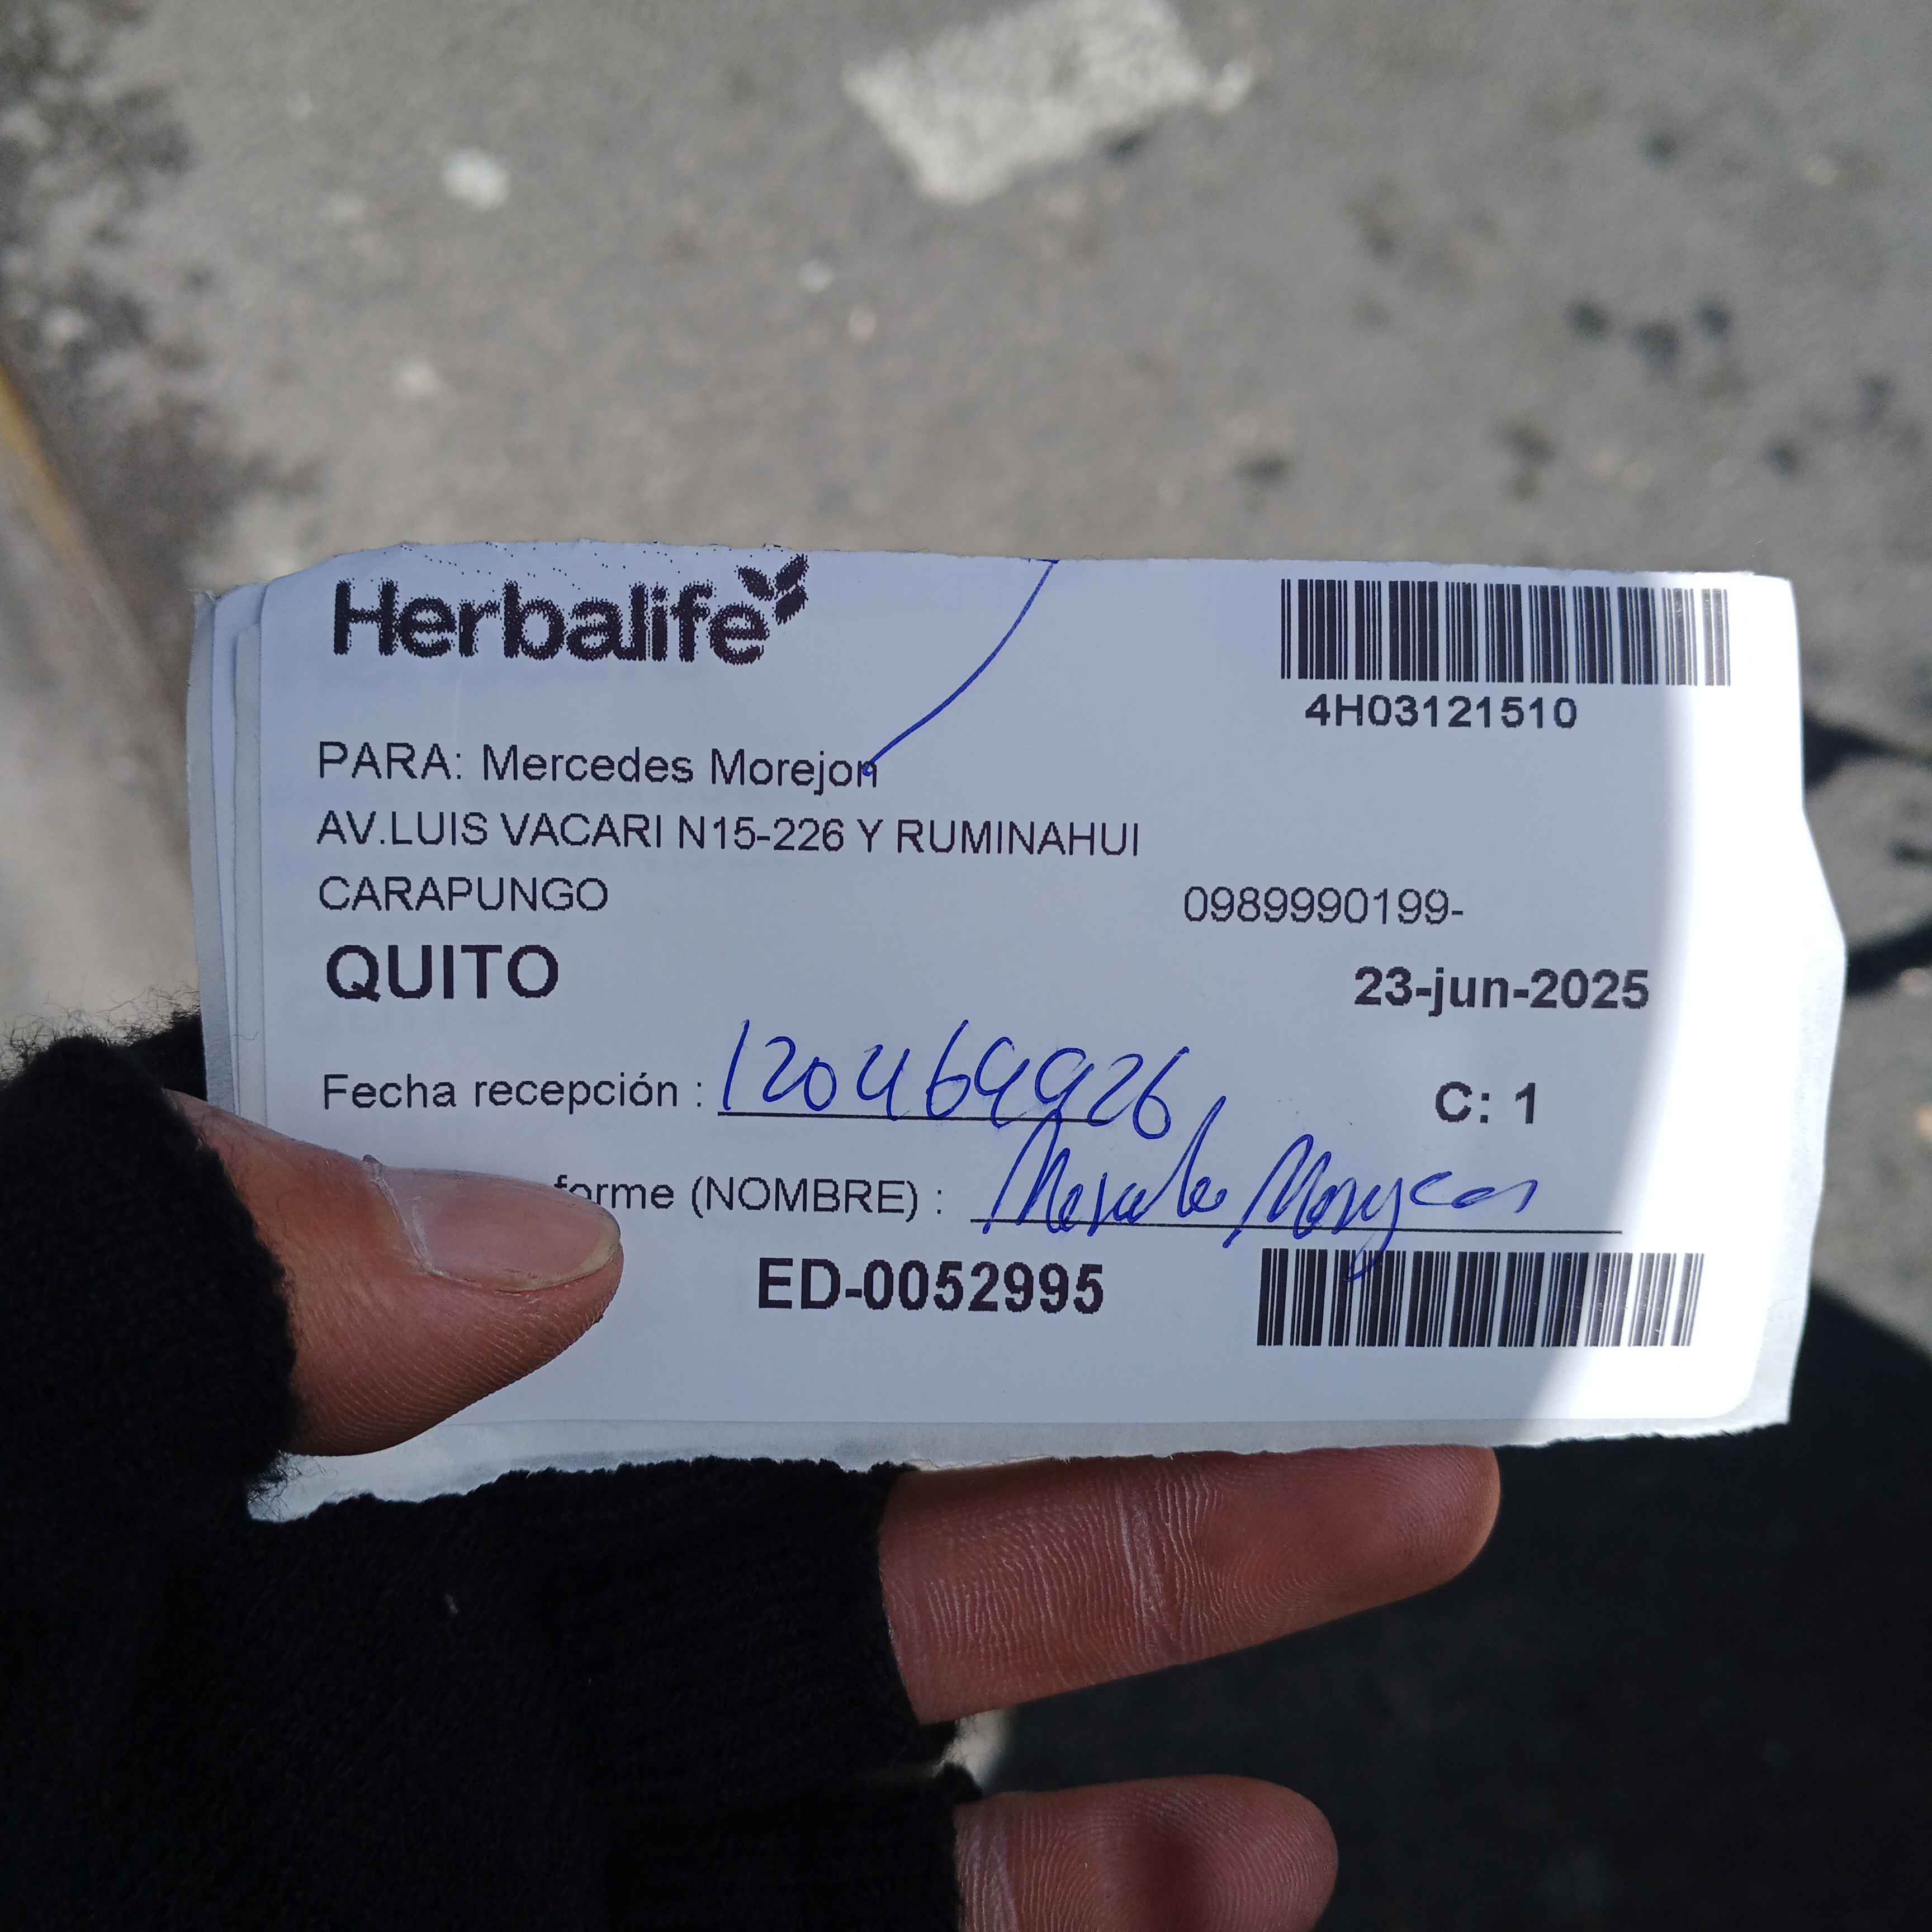 Herbalife
4H03121510
PARA: Mercedes Morejon
AV.LUIS VACARI N15-226 Y RUMINAHUI
CARAPUNGO 0989990199-
QUITO 23-jun-2025
Fecha recepción : 120464926
C: 1
forme (NOMBRE) :
ED-0052995